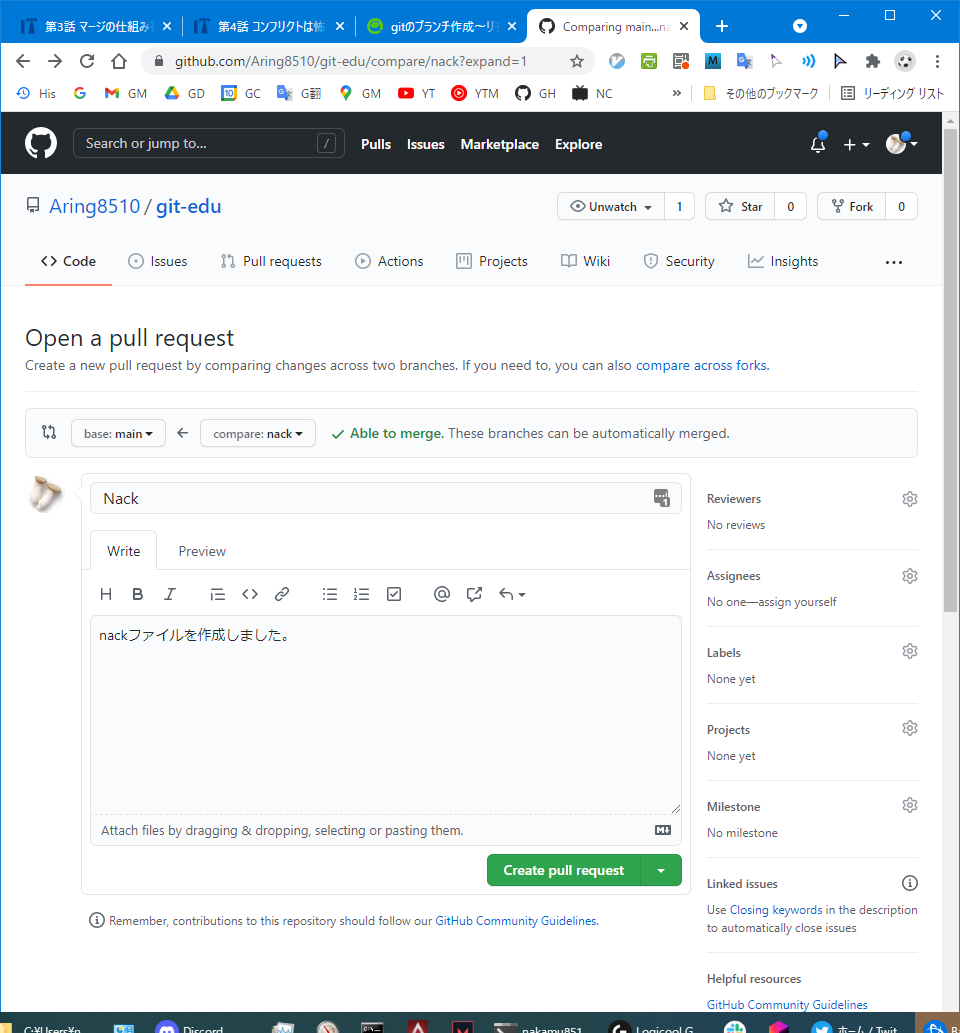 第3話 マージの仕組み
第4話 コンフリクトは怖
gitのブランチ作成～リモ
Comparing main...na
github.com/Aring8510/git-edu/compare/nack?expand=1
His
GM
GD
10 GC
G翻
GM
YT
YTM
GH
NC
»
その他のブックマーク
リーディング リスト
Search or jump to... /
Pulls Issues Marketplace Explore
Aring8510 / git-edu
Unwatch 1 Star 0 Fork 0
Code Issues Pull requests Actions Projects Wiki Security Insights ...
Open a pull request
Create a new pull request by comparing changes across two branches. If you need to, you can also compare across forks.
base: main ← compare: nack ✓ Able to merge. These branches can be automatically merged.
Nack
Write Preview
H B I
nackファイルを作成しました。
Attach files by dragging & dropping, selecting or pasting them.
Create pull request
Remember, contributions to this repository should follow our GitHub Community Guidelines.
Reviewers
No reviews
Assignees
No one—assign yourself
Labels
None yet
Projects
None yet
Milestone
No milestone
Linked issues
Use Closing keywords in the description
to automatically close issues
Helpful resources
GitHub Community Guidelines
C:¥Users¥n
Discord
nakamu851
Logicool G
ホーム / Twit